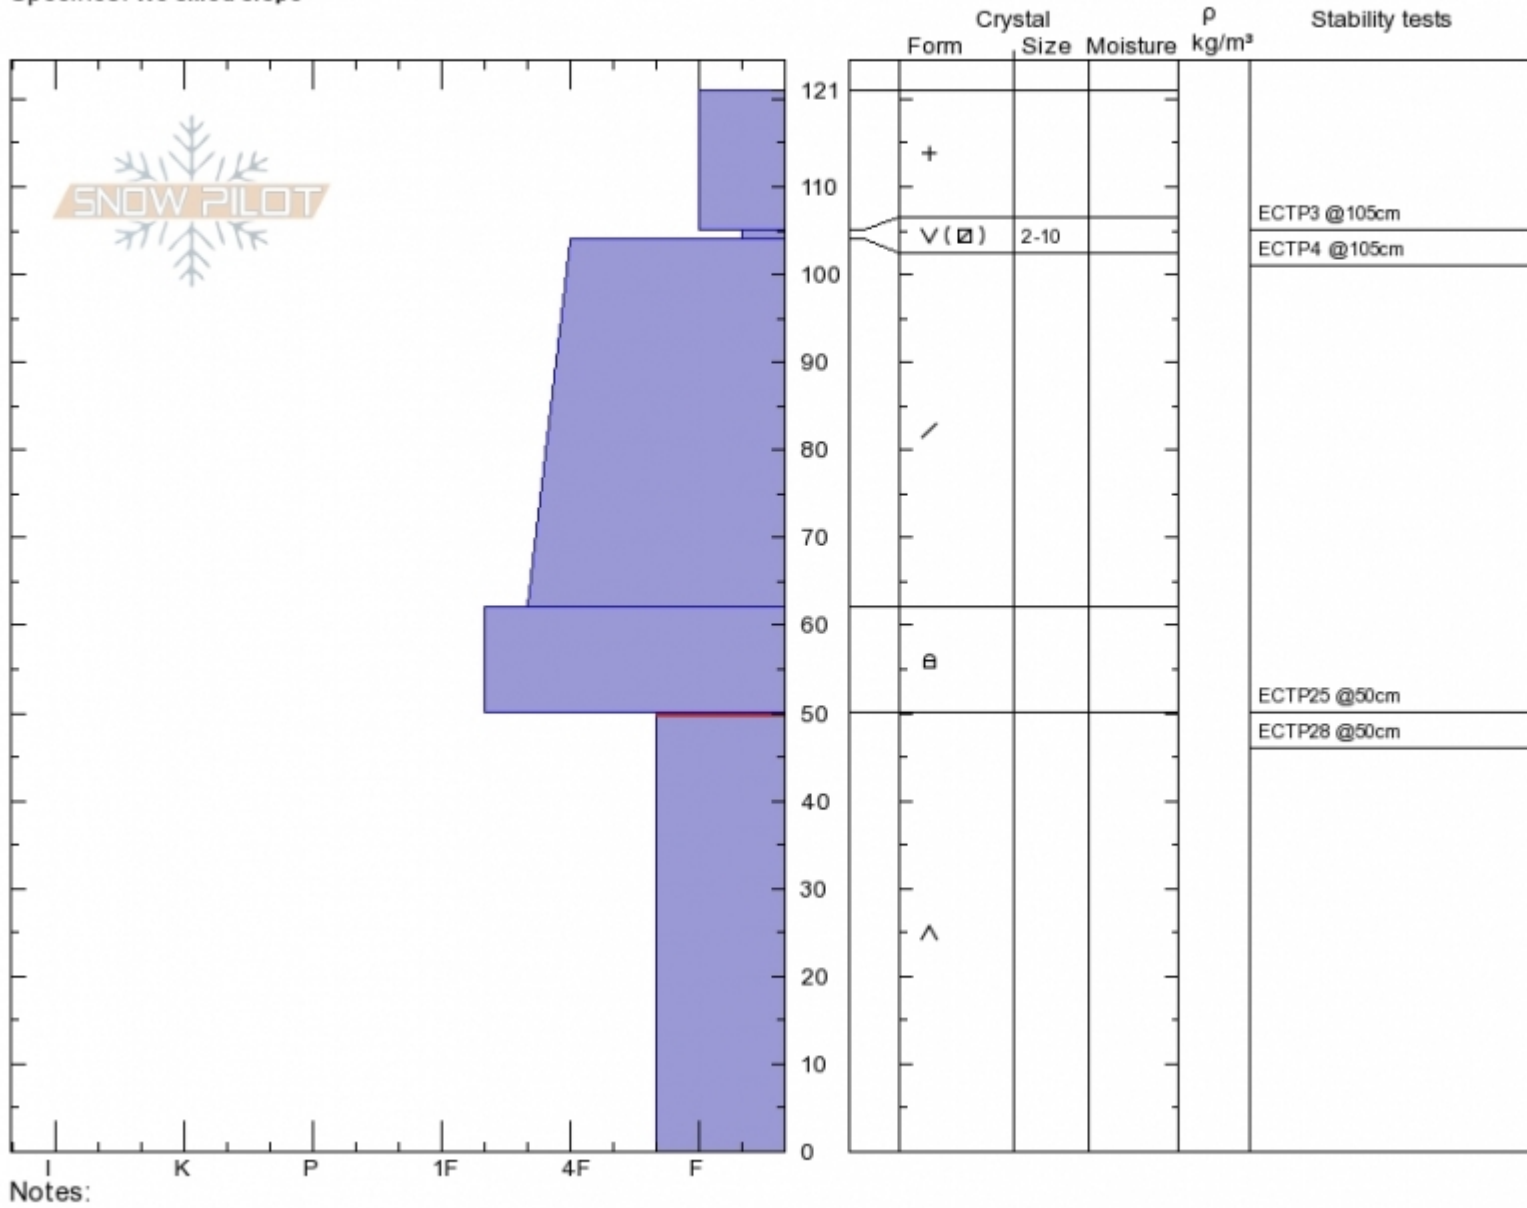 Crystal ρ Stability tests
Form Size Moisture kg/m³
121
SNOW PILOT
110
ECTP3 @105cm
2-10
ECTP4 @105cm
100
90
80
70
60
ECTP25 @50cm
50
ECTP28 @50cm
40
30
20
10
0
I K P 1F 4F F
Notes: